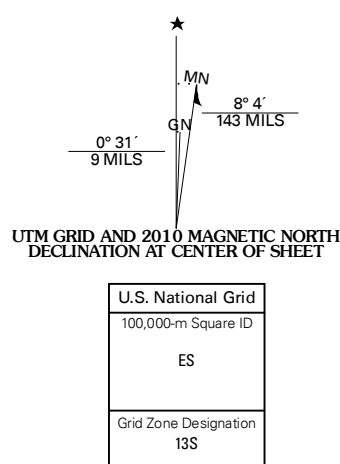 ★
MN
8° 4´
143 MILS
GN
0° 31´
9 MILS
UTM GRID AND 2010 MAGNETIC NORTH
DECLINATION AT CENTER OF SHEET
U.S. National Grid
100,000-m Square ID
ES
Grid Zone Designation
13S